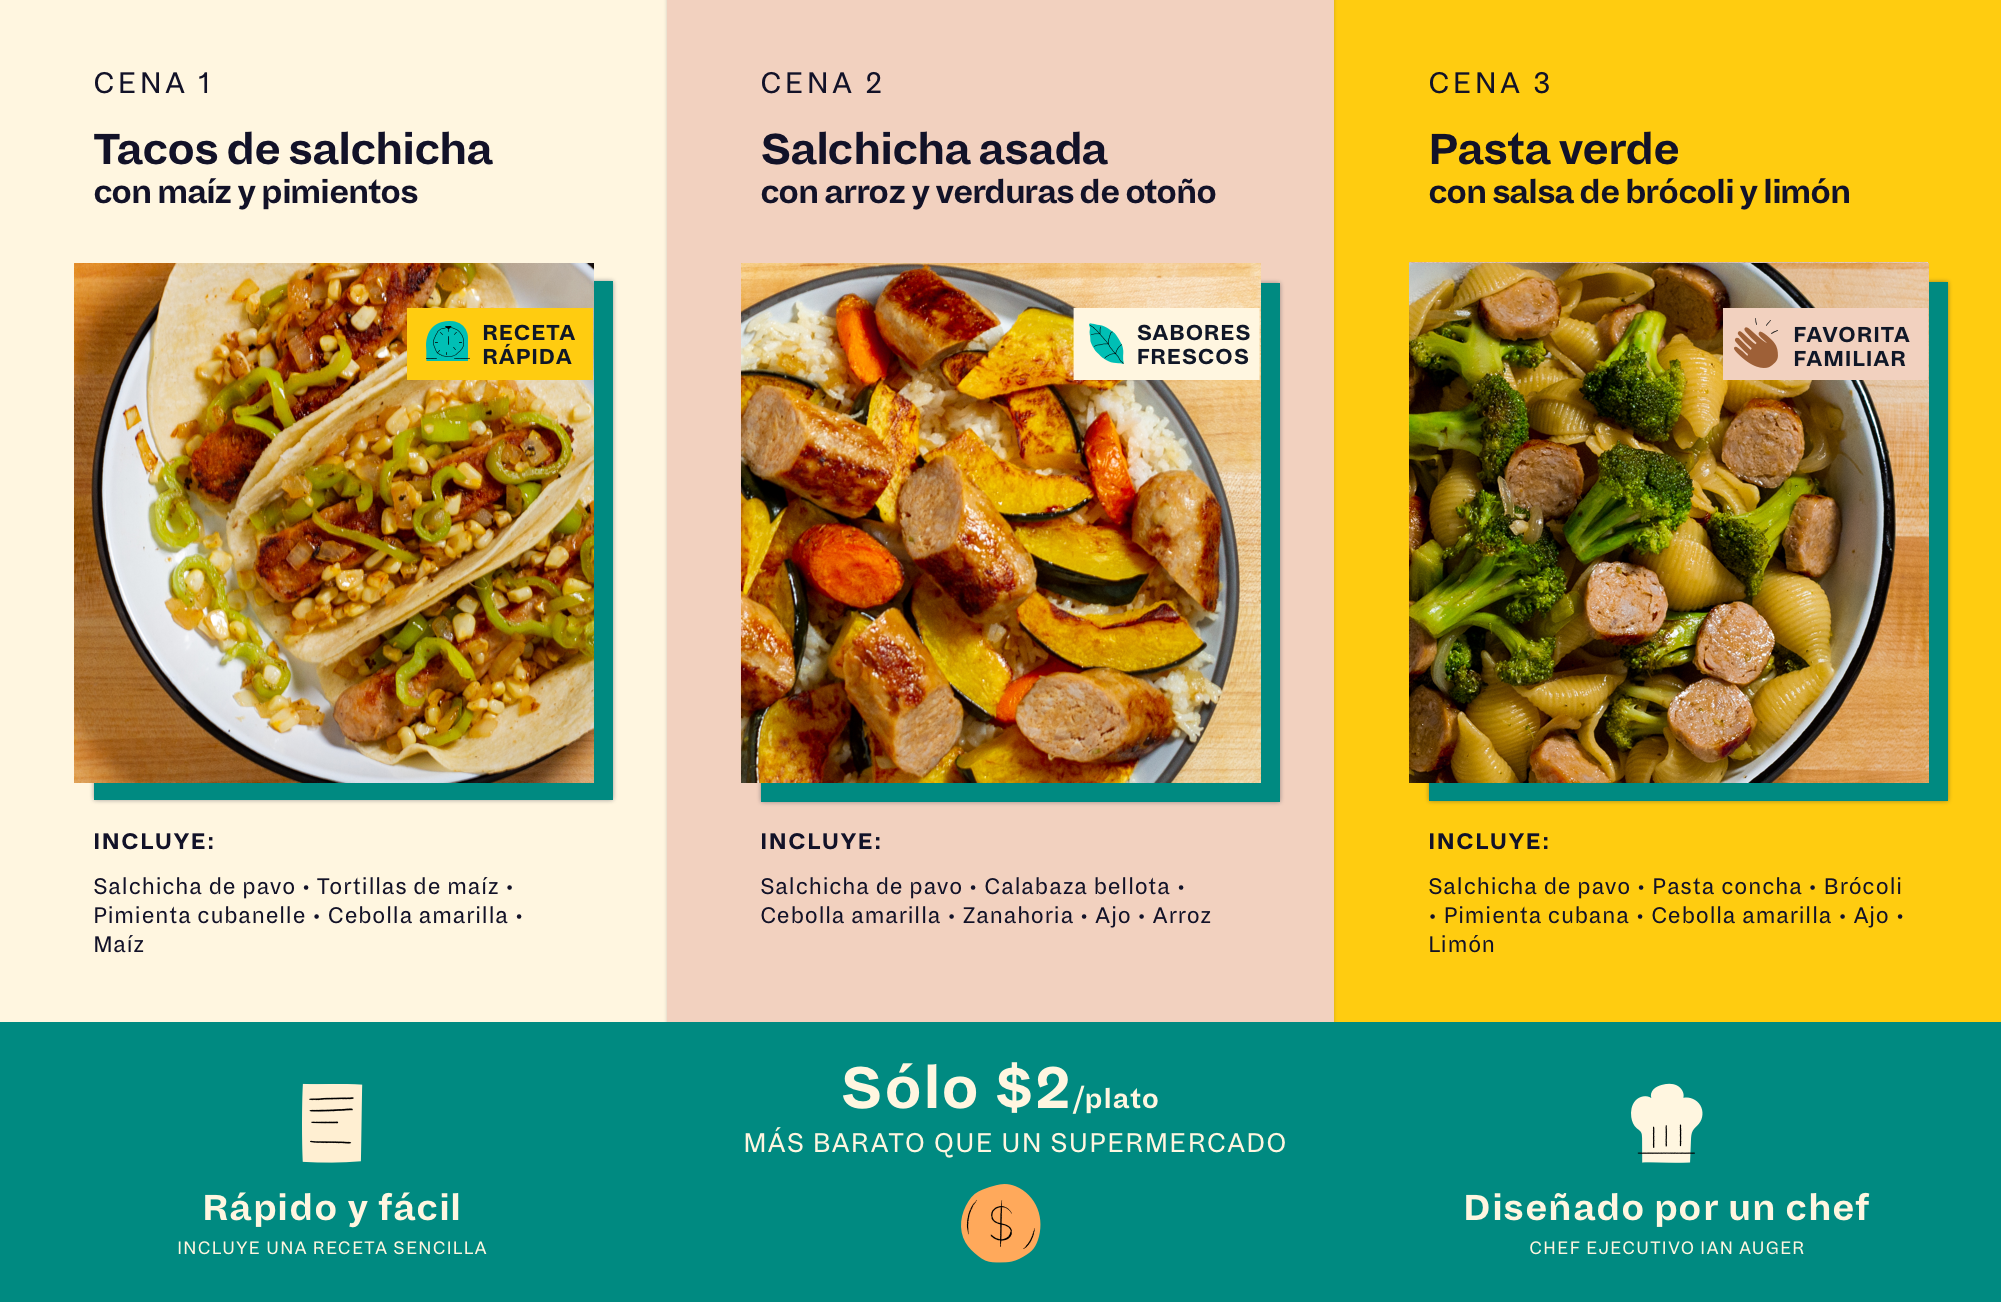 CENA 1
Tacos de salchicha
con maíz y pimientos
RECETA
RÁPIDA
INCLUYE:
Salchicha de pavo • Tortillas de maíz •
Pimienta cubanelle • Cebolla amarilla •
Maíz
CENA 2
Salchicha asada
con arroz y verduras de otoño
SABORES
FRESCOS
INCLUYE:
Salchicha de pavo • Calabaza bellota •
Cebolla amarilla • Zanahoria • Ajo • Arroz
CENA 3
Pasta verde
con salsa de brócoli y limón
FAVORITA
FAMILIAR
INCLUYE:
Salchicha de pavo • Pasta concha • Brócoli
• Pimienta cubana • Cebolla amarilla • Ajo •
Limón
Rápido y fácil
INCLUYE UNA RECETA SENCILLA
Sólo $2/plato
MÁS BARATO QUE UN SUPERMERCADO
$
Diseñado por un chef
CHEF EJECUTIVO IAN AUGER